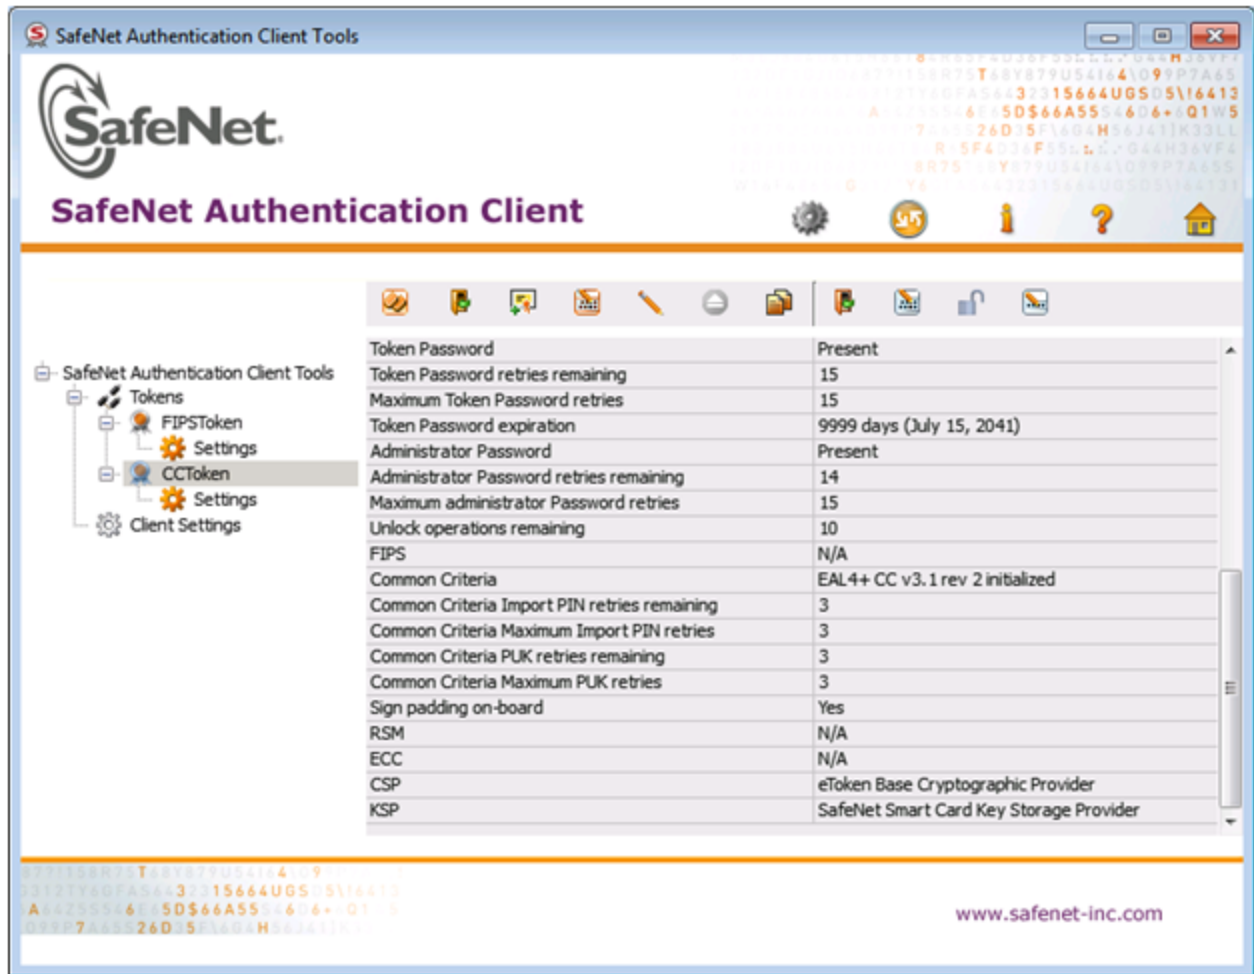 SafeNet Authentication Client Tools
SafeNet.
SafeNet Authentication Client
SafeNet Authentication Client Tools
Tokens
FIPSToken
Settings
CCToken
Settings
Client Settings
Token Password Present
Token Password retries remaining 15
Maximum Token Password retries 15
Token Password expiration 9999 days (July 15, 2041)
Administrator Password Present
Administrator Password retries remaining 14
Maximum administrator Password retries 15
Unlock operations remaining 10
FIPS N/A
Common Criteria EAL4+ CC v3.1 rev 2 initialized
Common Criteria Import PIN retries remaining 3
Common Criteria Maximum Import PIN retries 3
Common Criteria PUK retries remaining 3
Common Criteria Maximum PUK retries 3
Sign padding on-board Yes
RSM N/A
ECC N/A
CSP eToken Base Cryptographic Provider
KSP SafeNet Smart Card Key Storage Provider
www.safenet-inc.com